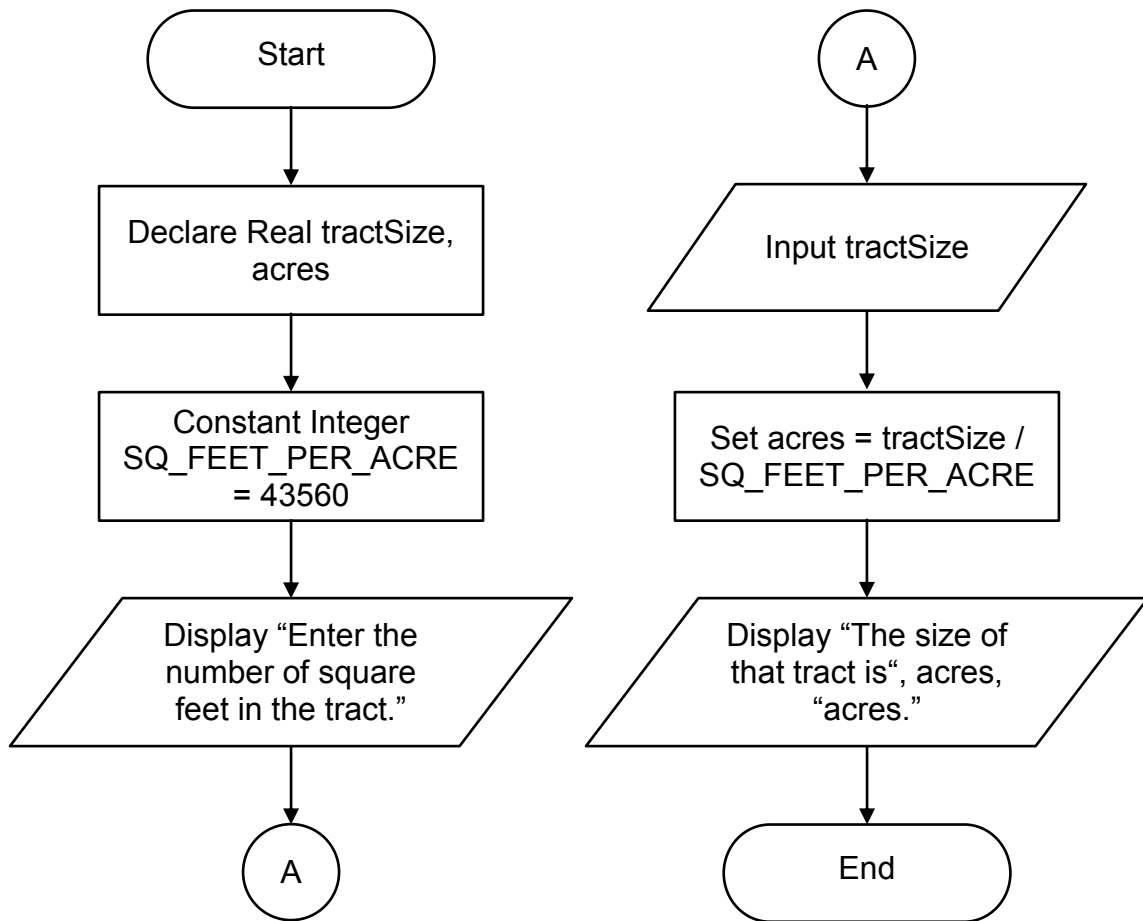 Start
Declare Real tractSize,
acres
Constant Integer
SQ_FEET_PER_ACRE
= 43560
Display “Enter the
number of square
feet in the tract.”
A
A
Input tractSize
Set acres = tractSize /
SQ_FEET_PER_ACRE
Display “The size of
that tract is“, acres,
“acres.”
End